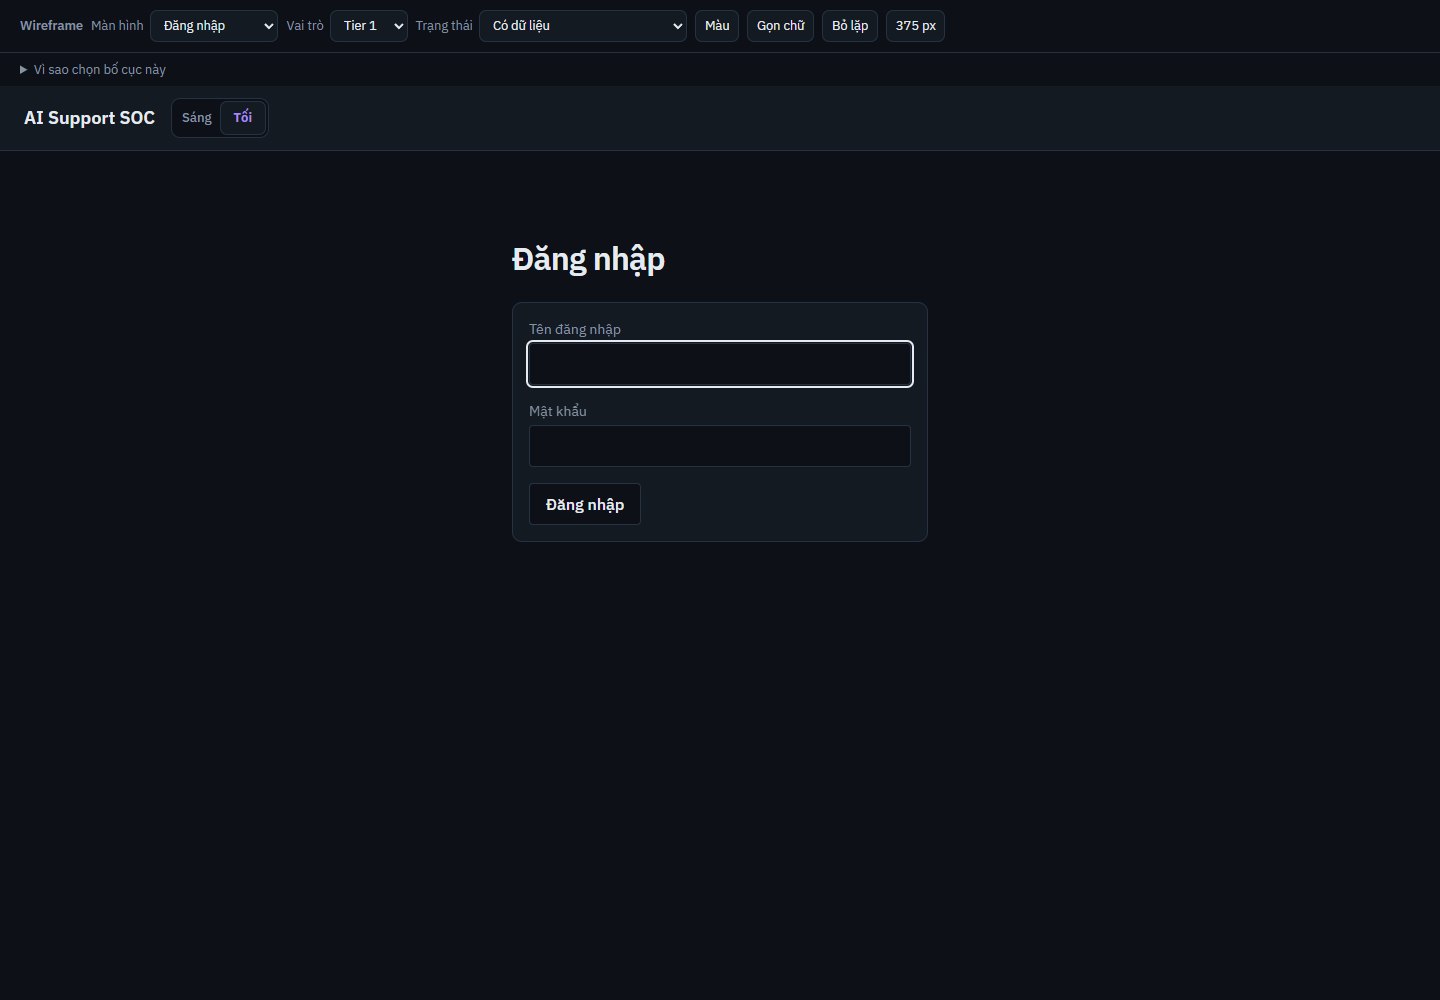 Wireframe Màn hình Đăng nhập Vai trò Tier 1 Trạng thái Có dữ liệu Màu Gọn chữ Bỏ lặp 375 px
Vì sao chọn bố cục này
AI Support SOC Sáng Tối
Đăng nhập
Tên đăng nhập
Mật khẩu
Đăng nhập